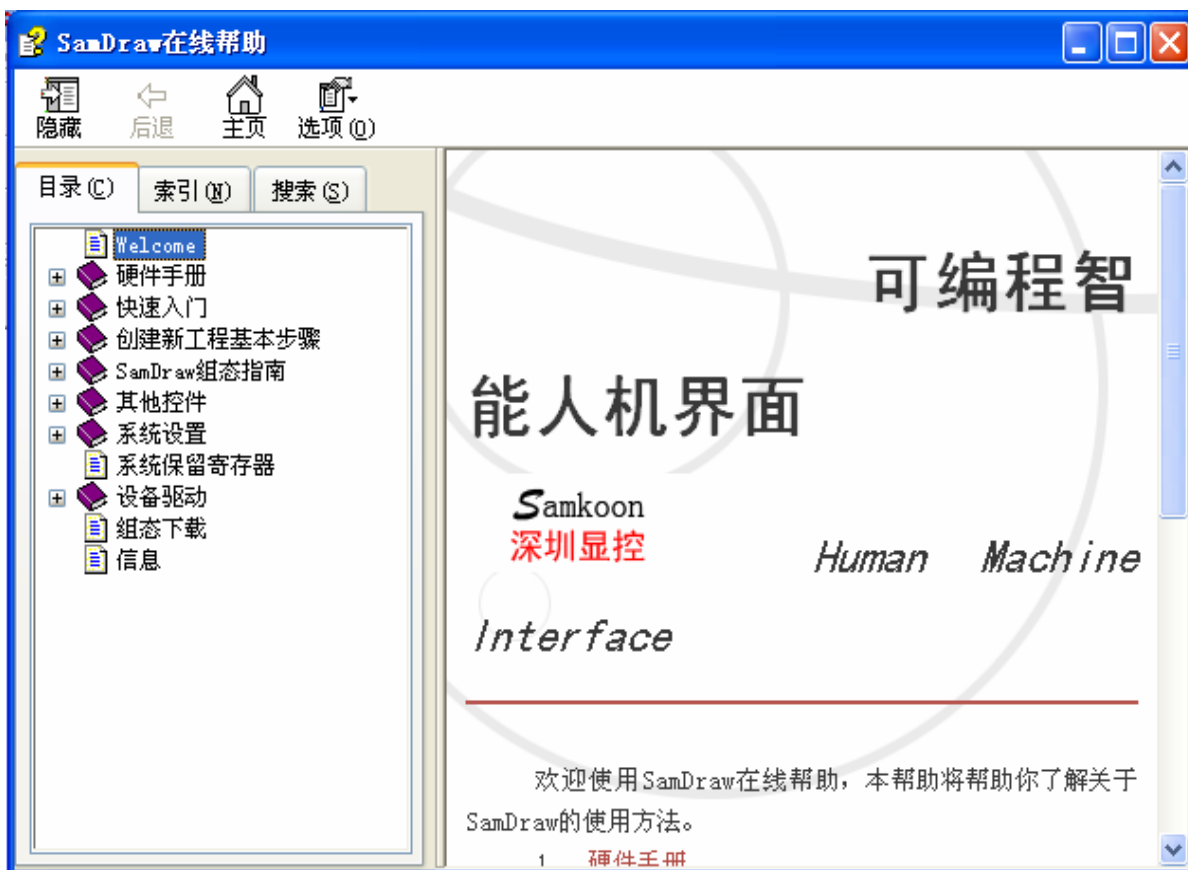 SamDraw在线帮助
隐藏 后退 主页 选项(O)
目录(C) 索引(N) 搜索(S)
Welcome
硬件手册
快速入门
创建新工程基本步骤
SamDraw组态指南
其他控件
系统设置
系统保留寄存器
设备驱动
组态下载
信息
可编程智
能人机界面
Samkoon
深圳显控
Human Machine
Interface
欢迎使用SamDraw在线帮助，本帮助将帮助你了解关于
SamDraw的使用方法。
1 硬件手册